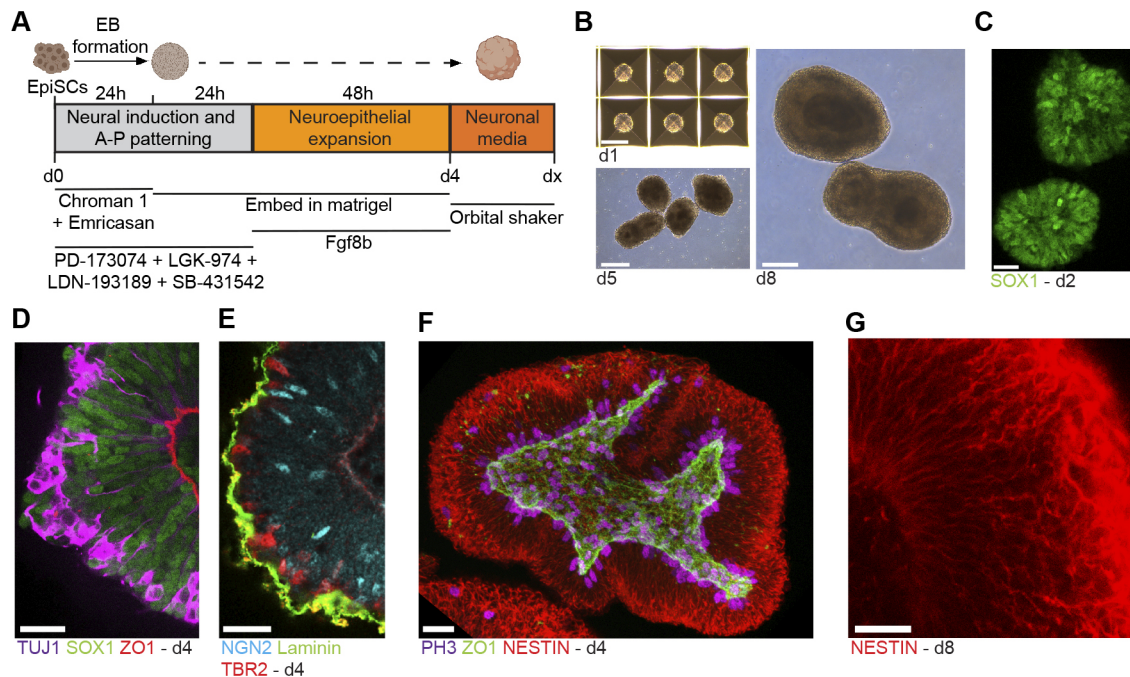 A
EB
formation
EpiSCs
24h
24h
48h
Neural induction and
A-P patterning
Neuroepithelial
expansion
Neuronal
media
d0
d4
dx
Chroman 1
+ Emricasan
Embed in matrigel
Orbital shaker
Fgf8b
PD-173074 + LGK-974 +
LDN-193189 + SB-431542
B
d1
d5
d8
C
SOX1 - d2
D
TUJ1 SOX1 ZO1 - d4
E
NGN2 Laminin
TBR2 - d4
F
PH3 ZO1 NESTIN - d4
G
NESTIN - d8